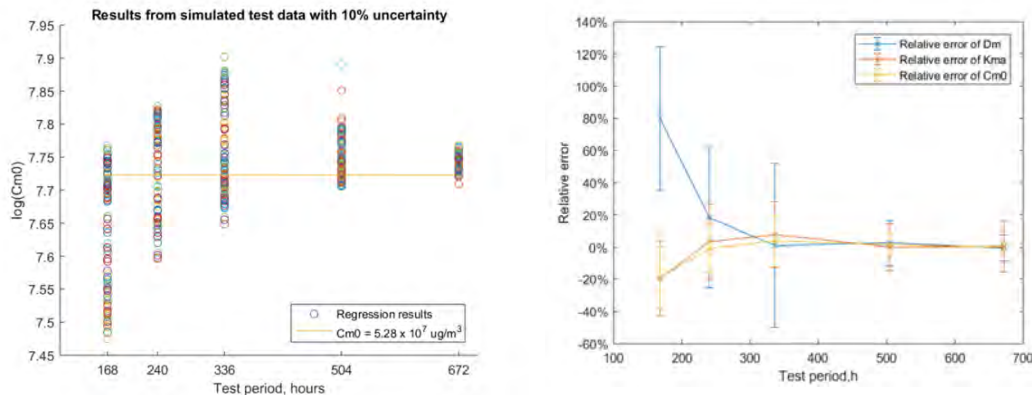 Results from simulated test data with 10% uncertainty
7.95
7.9
7.85
7.8
7.75
7.7
7.65
7.6
7.55
7.5
7.45
log(Cm0)
168 240 336 504 672
Test period, hours
Regression results
Cm0 = 5.28 x 10^7 ug/m^3
140%
120%
100%
80%
60%
40%
20%
0%
-20%
-40%
-60%
Relative error
100 200 300 400 500 600 700
Test period,h
Relative error of Dm
Relative error of Kma
Relative error of Cm0